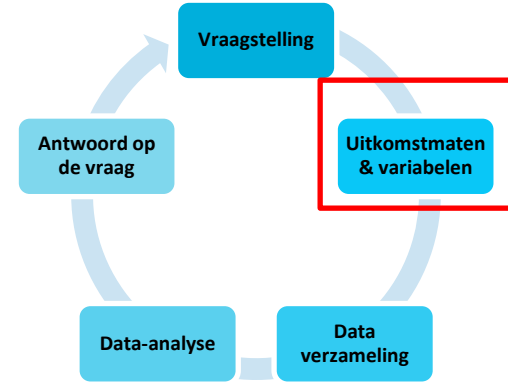 Vraagstelling
Uitkomstmaten
& variabelen
Data
verzameling
Data-analyse
Antwoord op
de vraag